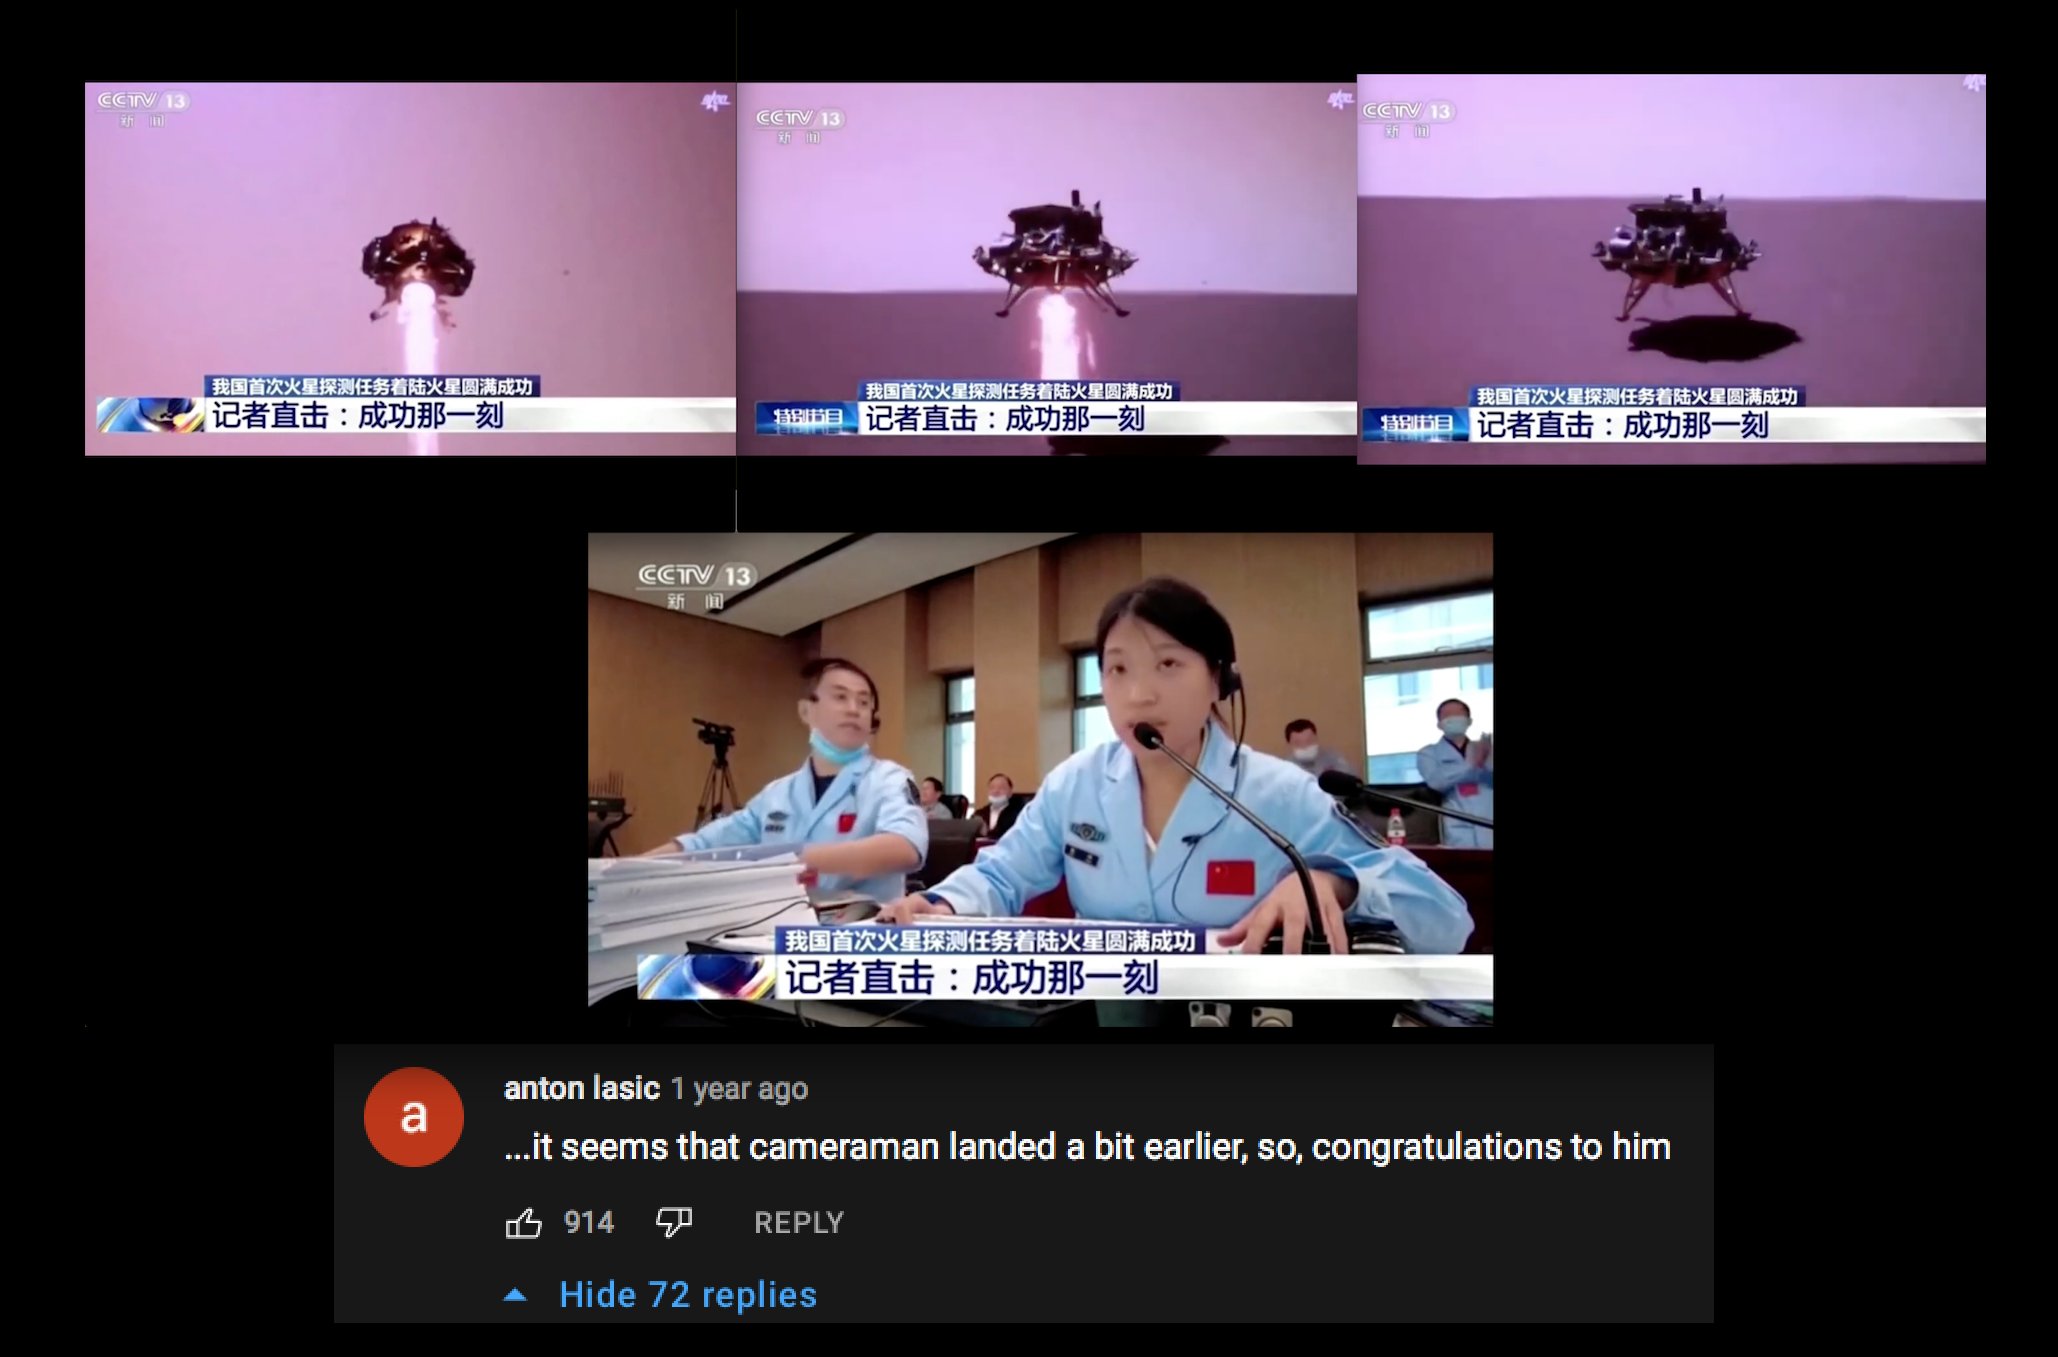 CCTV 13
新 闻
我国首次火星探测任务着陆火星圆满成功
记者直击：成功那一刻
CCTV 13
新 闻
我国首次火星探测任务着陆火星圆满成功
特别节目
记者直击：成功那一刻
CCTV 13
新 闻
我国首次火星探测任务着陆火星圆满成功
特别节目
记者直击：成功那一刻
CCTV 13
新 闻
我国首次火星探测任务着陆火星圆满成功
记者直击：成功那一刻
a
anton lasic 1 year ago
...it seems that cameraman landed a bit earlier, so, congratulations to him
914 REPLY
Hide 72 replies